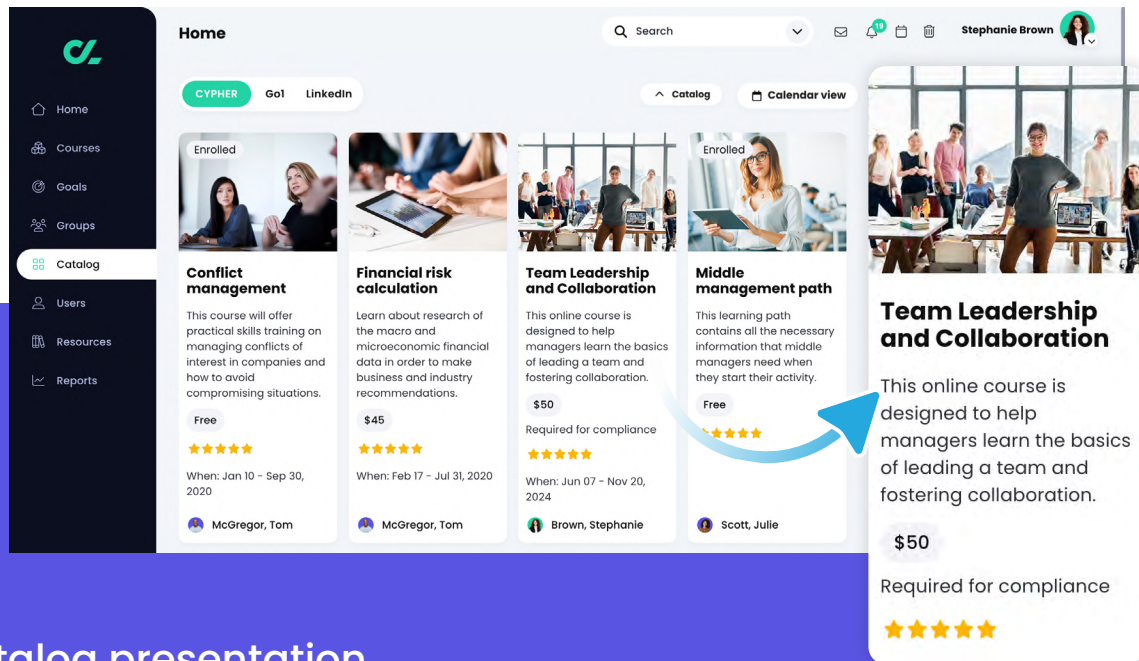 Home
Search
19
Stephanie Brown
Home
Courses
Goals
Groups
Catalog
Users
Resources
Reports
CYPHER
Go1
LinkedIn
Catalog
Calendar view
Enrolled
Conflict
management
This course will offer
practical skills training on
managing conflicts of
interest in companies and
how to avoid
compromising situations.
Free
When: Jan 10 - Sep 30,
2020
McGregor, Tom
Financial risk
calculation
Learn about research of
the macro and
microeconomic financial
data in order to make
business and industry
recommendations.
$45
When: Feb 17 - Jul 31, 2020
McGregor, Tom
Team Leadership
and Collaboration
This online course is
designed to help
managers learn the basics
of leading a team and
fostering collaboration.
$50
Required for compliance
When: Jun 07 - Nov 20,
2024
Brown, Stephanie
Enrolled
Middle
management path
This learning path
contains all the necessary
information that middle
managers need when
they start their activity.
Free
Scott, Julie
Team Leadership
and Collaboration
This online course is
designed to help
managers learn the basics
of leading a team and
fostering collaboration.
$50
Required for compliance
talog presentation